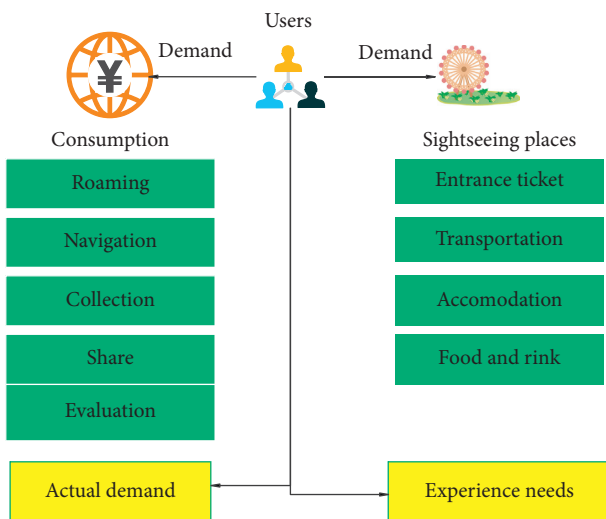 Users
Demand
Demand
¥
Consumption
Sightseeing places
Roaming
Navigation
Collection
Share
Evaluation
Entrance ticket
Transportation
Accomodation
Food and rink
Actual demand
Experience needs